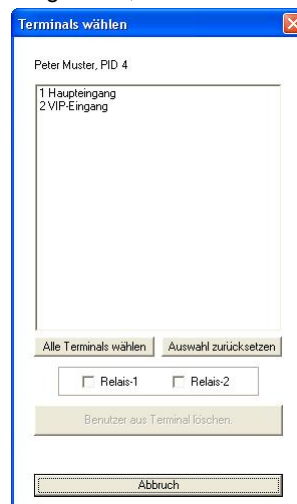 Terminals wählen
Peter Muster, PID 4
1 Haupteingang
2 VIP-Eingang
Alle Terminals wählen Auswahl zurücksetzen
Relais-1 Relais-2
Benutzer aus Terminal löschen.
Abbruch